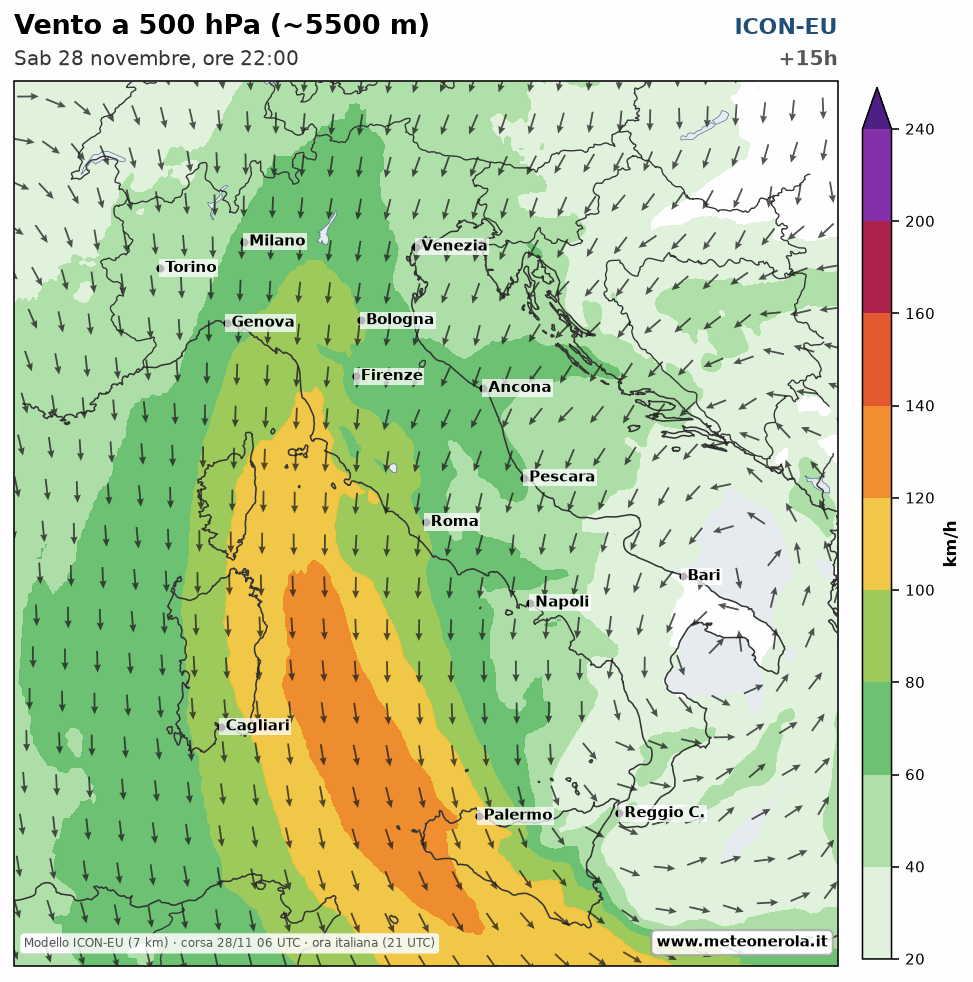 Vento a 500 hPa (~5500 m)
ICON-EU
Sab 28 novembre, ore 22:00
+15h
240
200
160
140
120
100
80
60
40
20
km/h
Milano
Venezia
Torino
Genova
Bologna
Firenze
Ancona
Pescara
Roma
Bari
Napoli
Cagliari
Palermo
Reggio C.
Modello ICON-EU (7 km) · corsa 28/11 06 UTC · ora italiana (21 UTC)
www.meteonerola.it